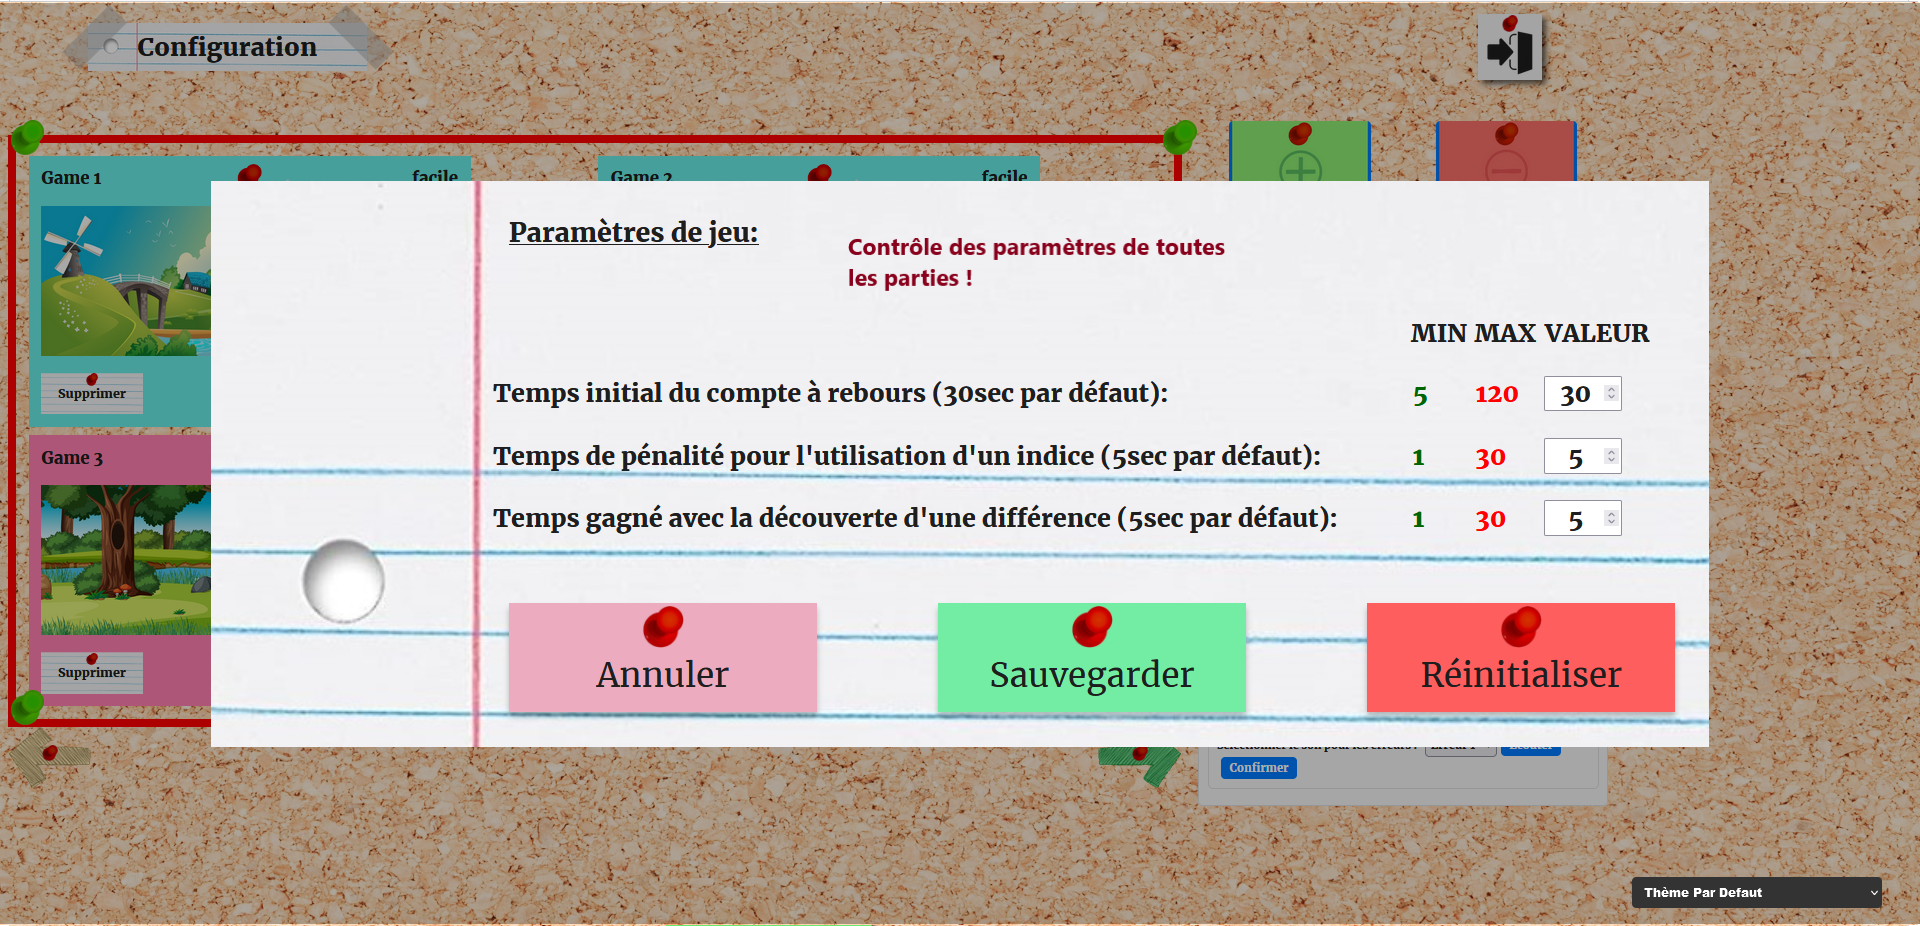 Configuration
Game 1
facile
Game 2
facile
Paramètres de jeu:
Contrôle des paramètres de toutes
les parties !
MIN MAX VALEUR
Temps initial du compte à rebours (30sec par défaut): 5 120 30
Supprimer
Temps de pénalité pour l'utilisation d'un indice (5sec par défaut): 1 30 5
Game 3
Temps gagné avec la découverte d'une différence (5sec par défaut): 1 30 5
Supprimer
Annuler
Sauvegarder
Réinitialiser
Confirmer
Thème Par Defaut